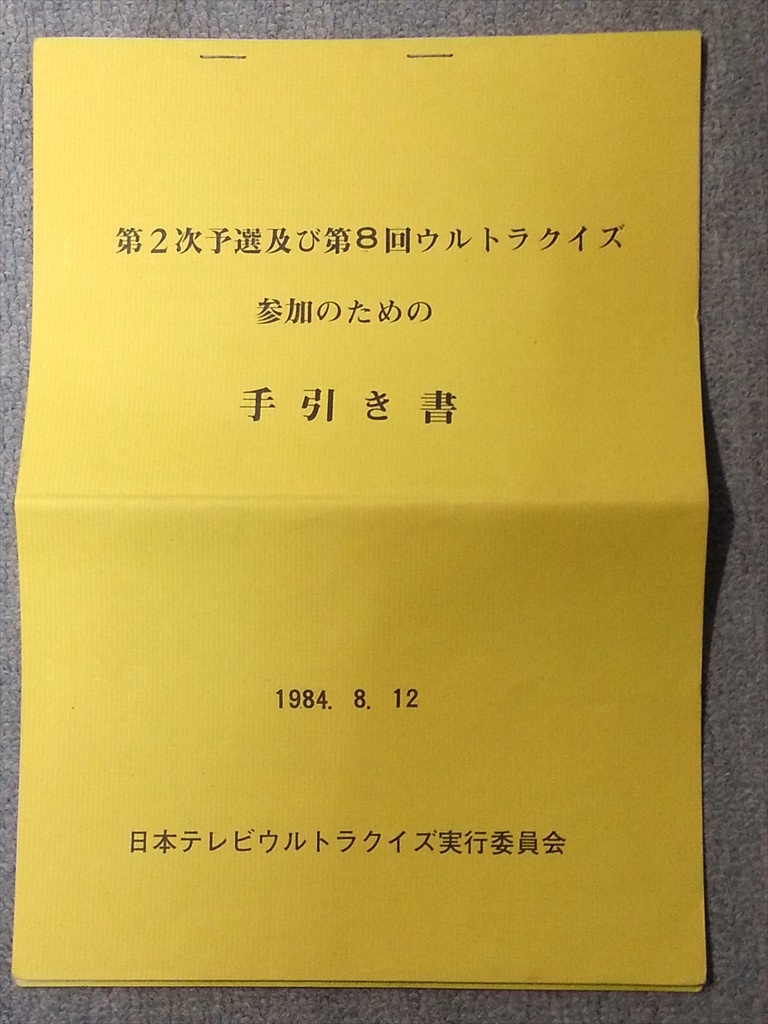 第２次予選及び第８回ウルトラクイズ
参加のための
手引き書
1984. 8. 12
日本テレビウルトラクイズ実行委員会